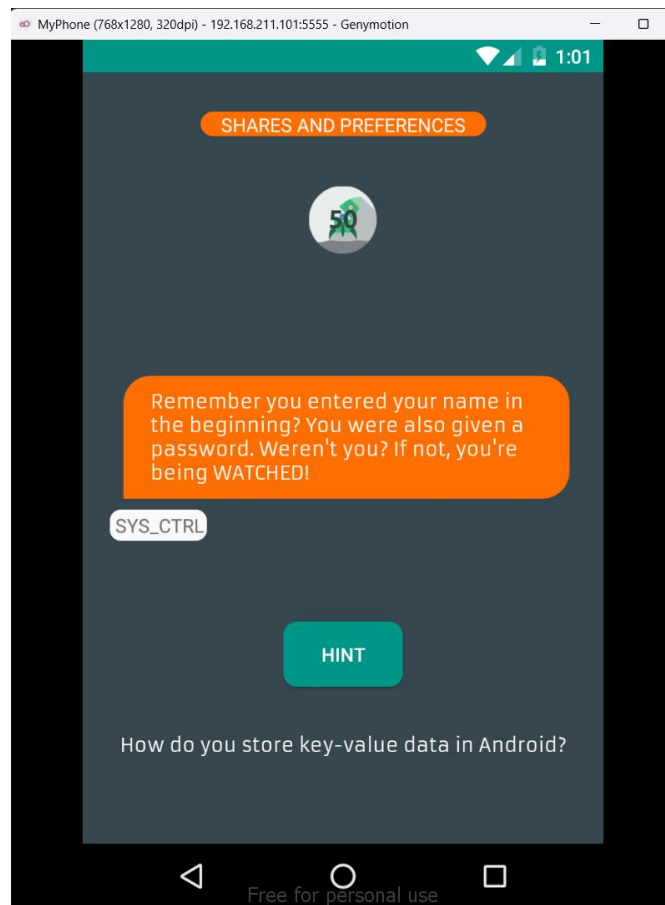 MyPhone (768x1280, 320dpi) - 192.168.211.101:5555 - Genymotion
1:01
SHARES AND PREFERENCES
50
Remember you entered your name in
the beginning? You were also given a
password. Weren't you? If not, you're
being WATCHED!
SYS_CTRL
HINT
How do you store key-value data in Android?
Free for personal use